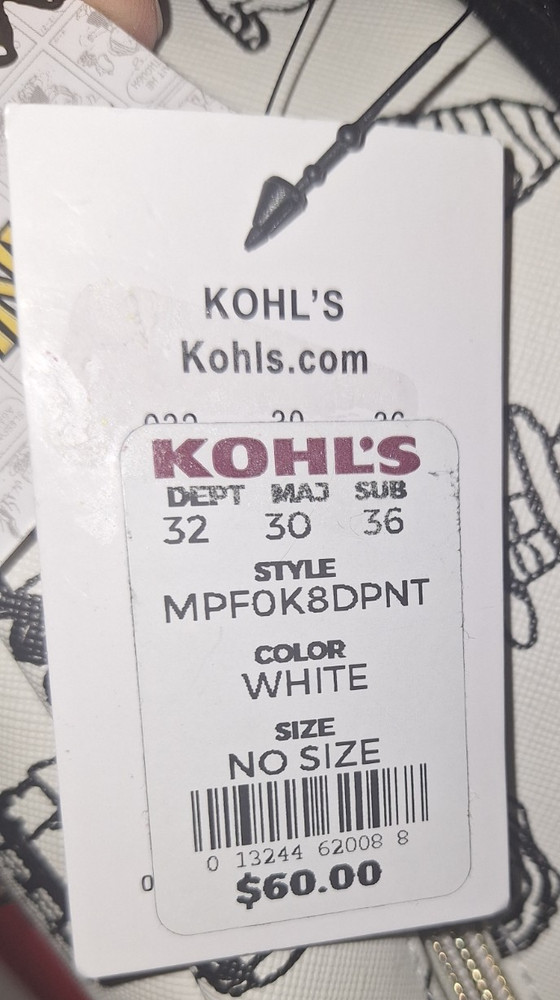 KOHL'S
Kohls.com
KOHL'S
DEPT MAJ SUB
32 30 36
STYLE
MPF0K8DPNT
COLOR
WHITE
SIZE
NO SIZE
0 13244 62008 8
0
$60.00